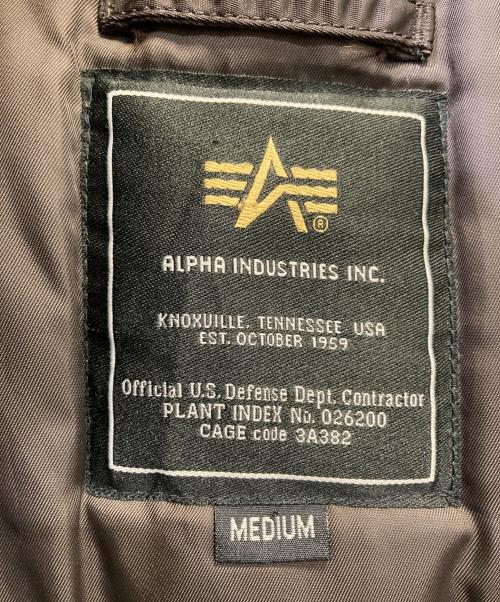 ®
ALPHA INDUSTRIES INC.
KNOXVILLE, TENNESSEE USA
EST. OCTOBER 1959
Official U.S. Defense Dept. Contractor
PLANT INDEX No. 026200
CAGE code 3A382
MEDIUM